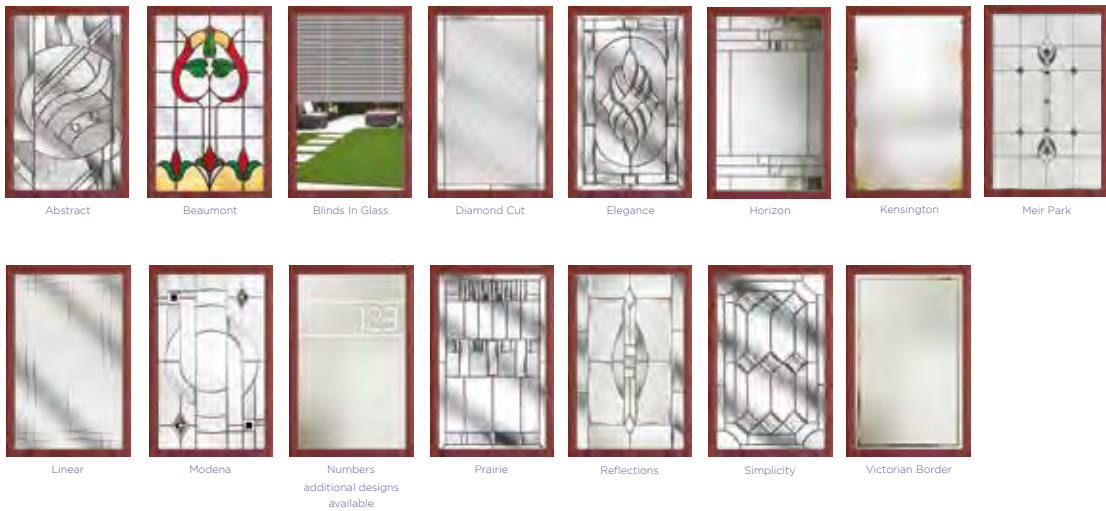 Abstract
Beaumont
Blinds In Glass
Diamond Cut
Elegance
Horizon
Kensington
Meir Park
123
Linear
Modena
Numbers
additional designs
available
Prairie
Reflections
Simplicity
Victorian Border